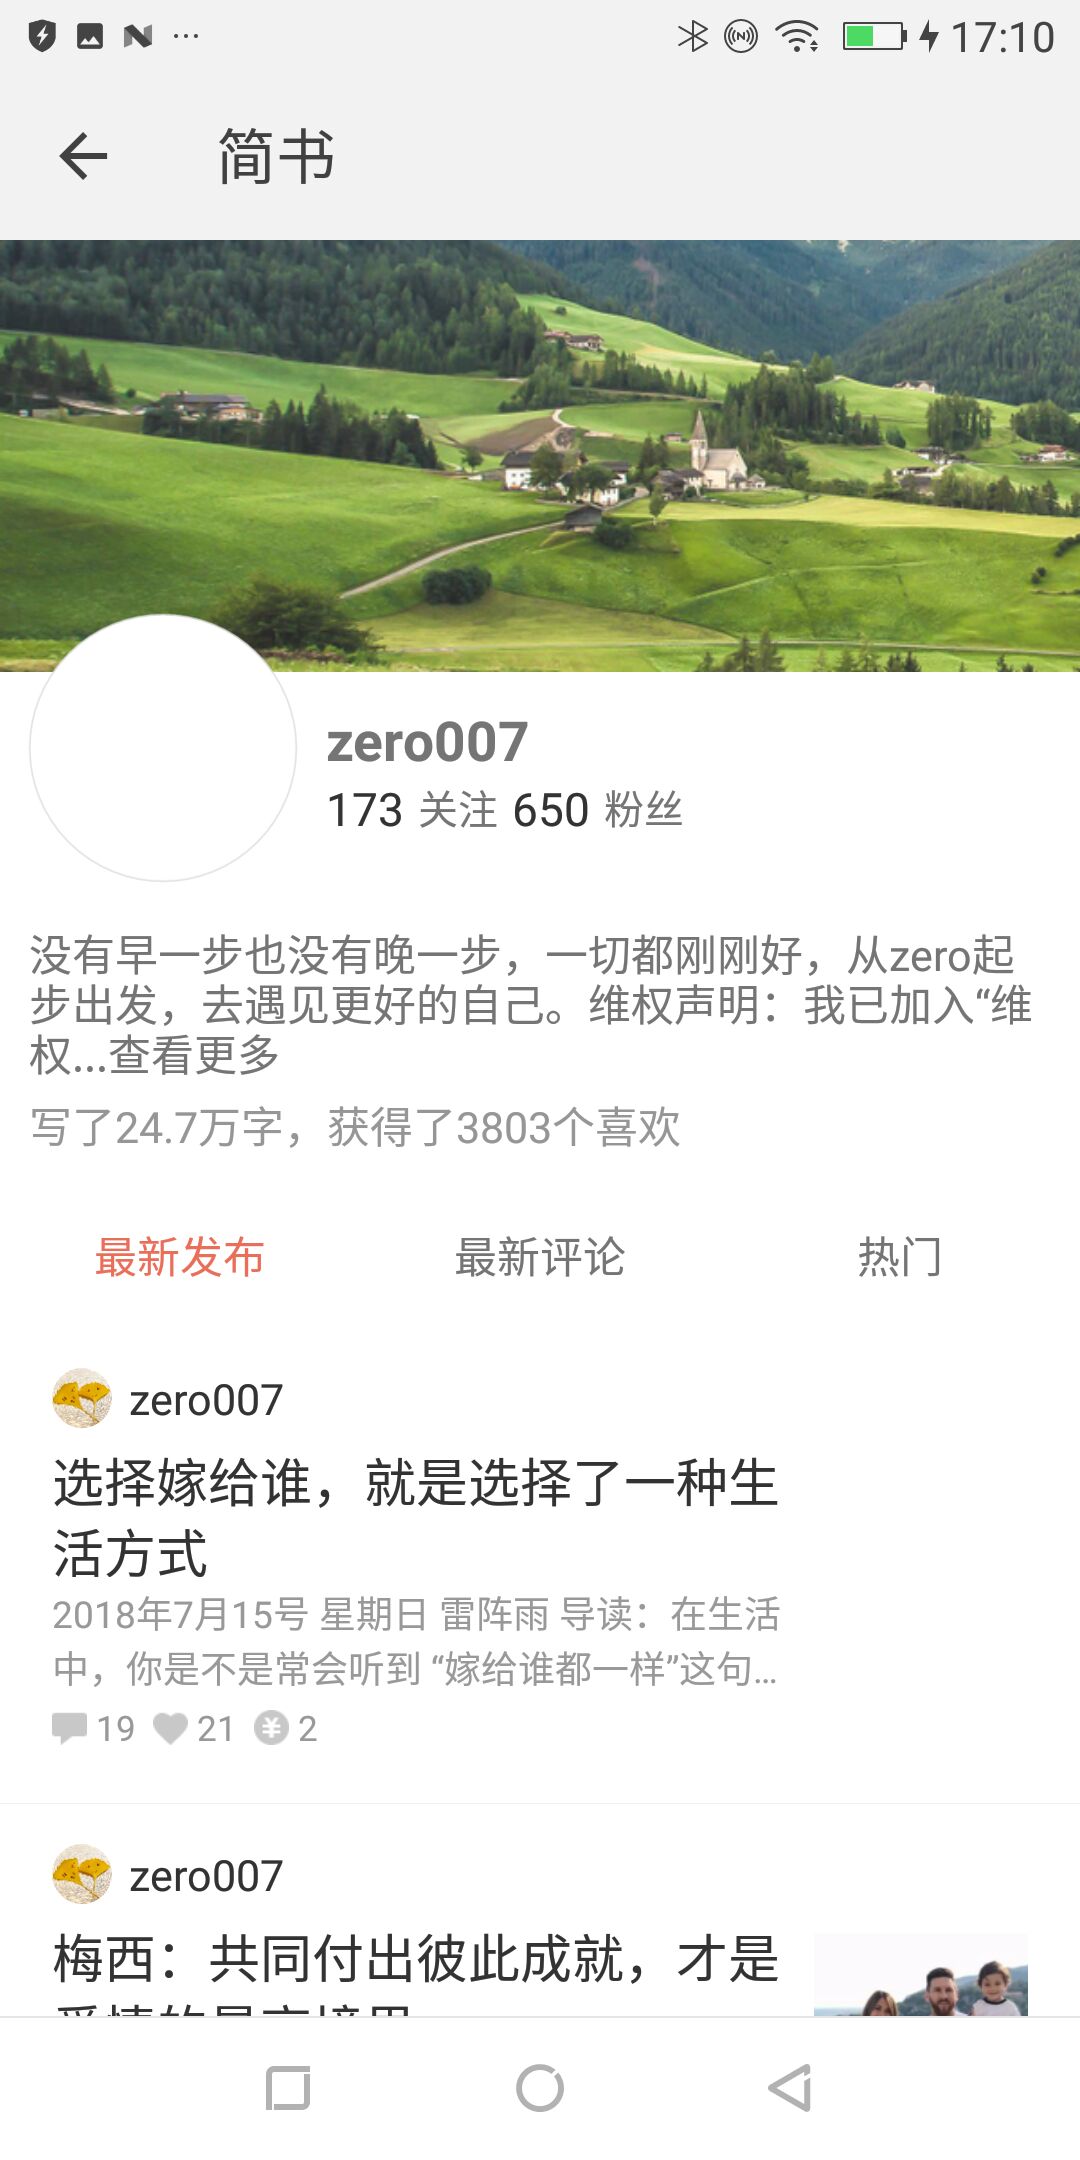 17:10
简书
zero007
173 关注 650 粉丝
没有早一步也没有晚一步，一切都刚刚好，从zero起
步出发，去遇见更好的自己。维权声明：我已加入“维
权...查看更多
写了24.7万字，获得了3803个喜欢
最新发布 最新评论 热门
zero007
选择嫁给谁，就是选择了一种生
活方式
2018年7月15号 星期日 雷阵雨 导读：在生活
中，你是不是常会听到 “嫁给谁都一样”这句...
19 21 2
zero007
梅西：共同付出彼此成就，才是